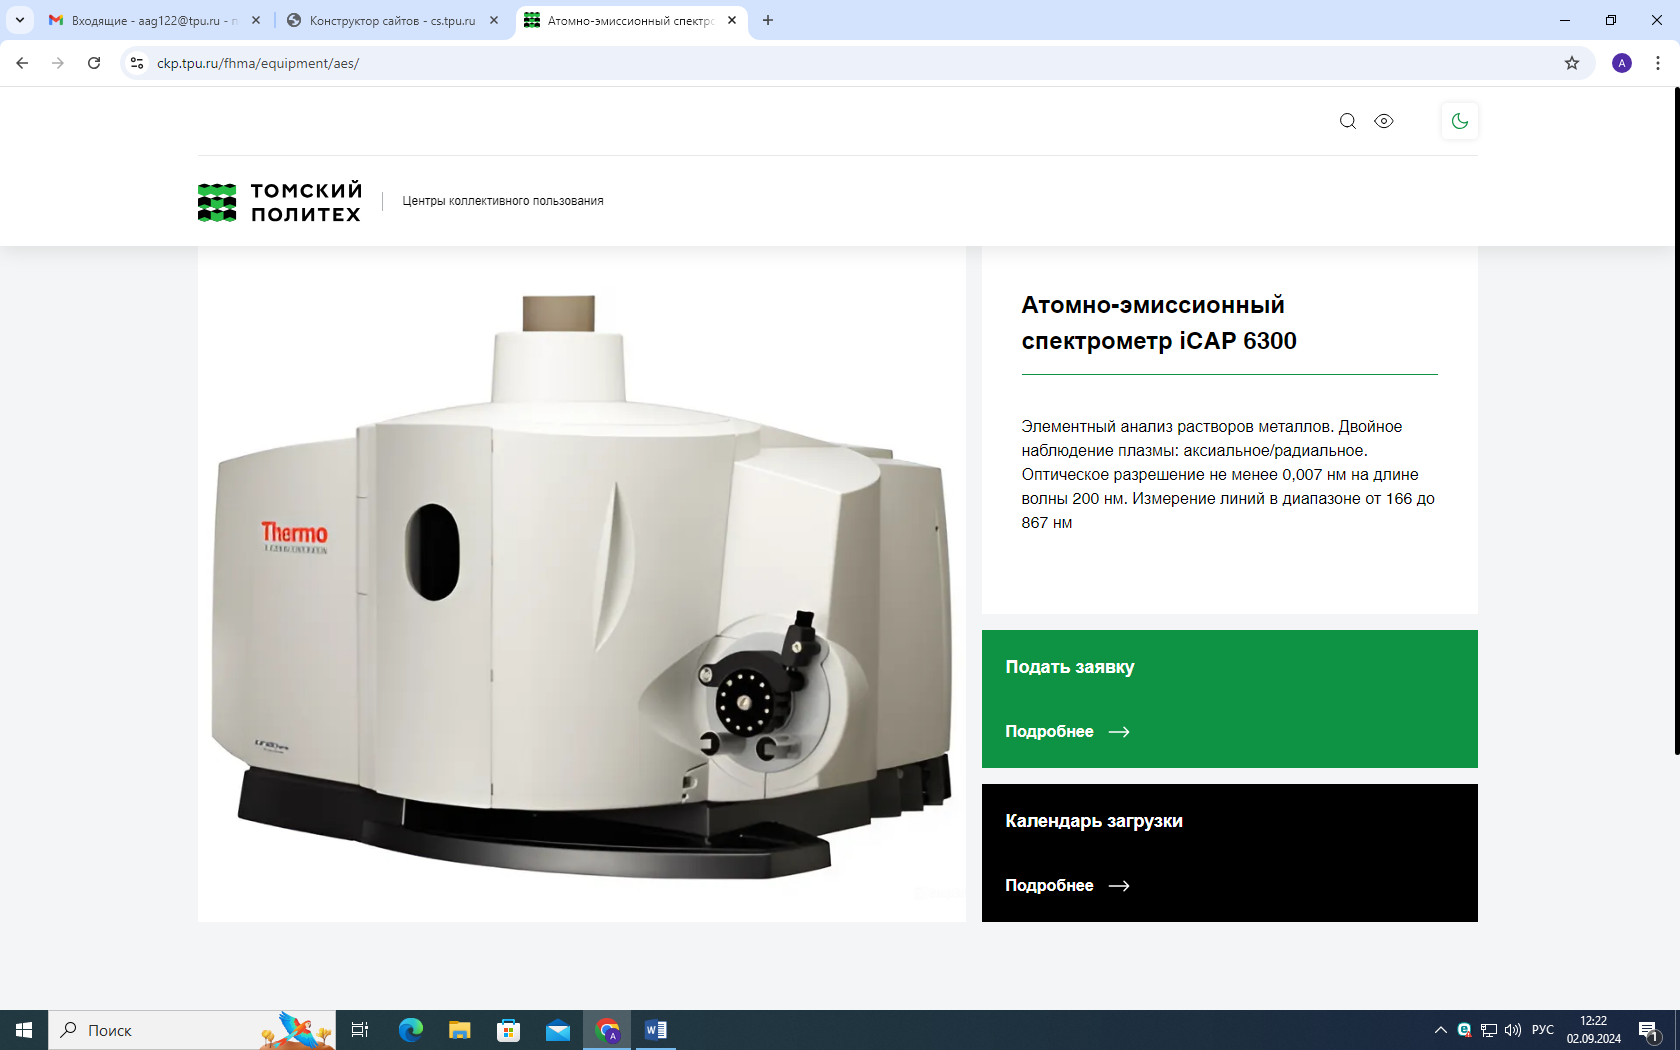 Входящие - aag122@tpu.ru - п
Конструктор сайтов - cs.tpu.ru
Атомно-эмиссионный спектро
ckp.tpu.ru/fhma/equipment/aes/
A
ТОМСКИЙ
ПОЛИТЕХ
Центры коллективного пользования
Thermo
Атомно-эмиссионный
спектрометр iCAP 6300
Элементный анализ растворов металлов. Двойное
наблюдение плазмы: аксиальное/радиальное.
Оптическое разрешение не менее 0,007 нм на длине
волны 200 нм. Измерение линий в диапазоне от 166 до
867 нм
Подать заявку
Подробнее
Календарь загрузки
Подробнее
Поиск
A
W
РУС
12:22
02.09.2024
1